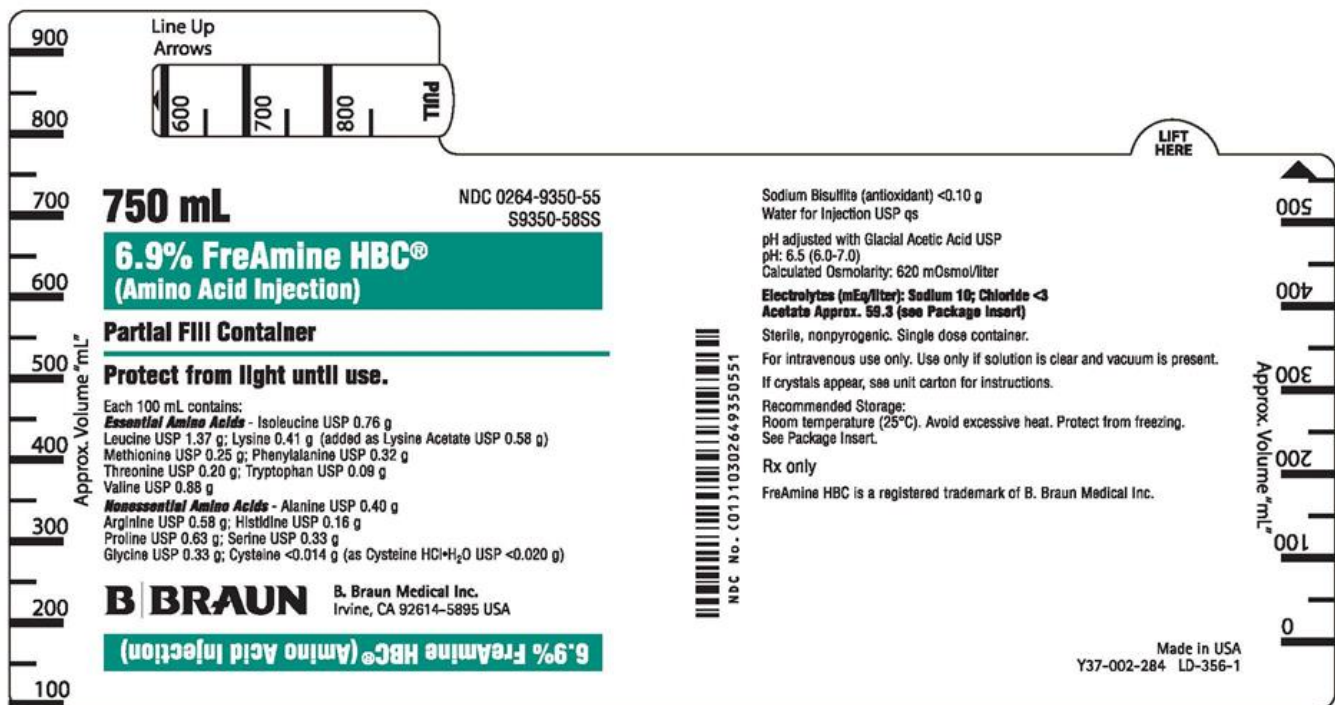 900
800
700
600
500
400
300
200
100
Approx. Volume "mL"
Line Up
Arrows
600
700
800
PULL
750 mL
NDC 0264-9350-55
S9350-58SS
6.9% FreAmine HBC®
(Amino Acid Injection)
Partial Fill Container
Protect from light until use.
Each 100 mL contains:
Essential Amino Acids - Isoleucine USP 0.76 g
Leucine USP 1.37 g; Lysine 0.41 g (added as Lysine Acetate USP 0.58 g)
Methionine USP 0.25 g; Phenylalanine USP 0.32 g
Threonine USP 0.20 g; Tryptophan USP 0.09 g
Valine USP 0.88 g
Nonessential Amino Acids - Alanine USP 0.40 g
Arginine USP 0.58 g; Histidine USP 0.16 g
Proline USP 0.63 g; Serine USP 0.33 g
Glycine USP 0.33 g; Cysteine <0.014 g (as Cysteine HCl•H₂O USP <0.020 g)
B BRAUN
B. Braun Medical Inc.
Irvine, CA 92614-5895 USA
6.9% FreAmine HBC® (Amino Acid Injection)
NDC No. (01)10302649350551
LIFT
HERE
Sodium Bisulfite (antioxidant) <0.10 g
Water for Injection USP qs
pH adjusted with Glacial Acetic Acid USP
pH: 6.5 (6.0-7.0)
Calculated Osmolarity: 620 mOsmol/liter
Electrolytes (mEq/liter): Sodium 10; Chloride <3
Acetate Approx. 59.3 (see Package Insert)
Sterile, nonpyrogenic. Single dose container.
For intravenous use only. Use only if solution is clear and vacuum is present.
If crystals appear, see unit carton for instructions.
Recommended Storage:
Room temperature (25°C). Avoid excessive heat. Protect from freezing.
See Package Insert.
Rx only
FreAmine HBC is a registered trademark of B. Braun Medical Inc.
Made in USA
Y37-002-284 LD-356-1
500
400
300
200
100
0
Approx. Volume "mL"